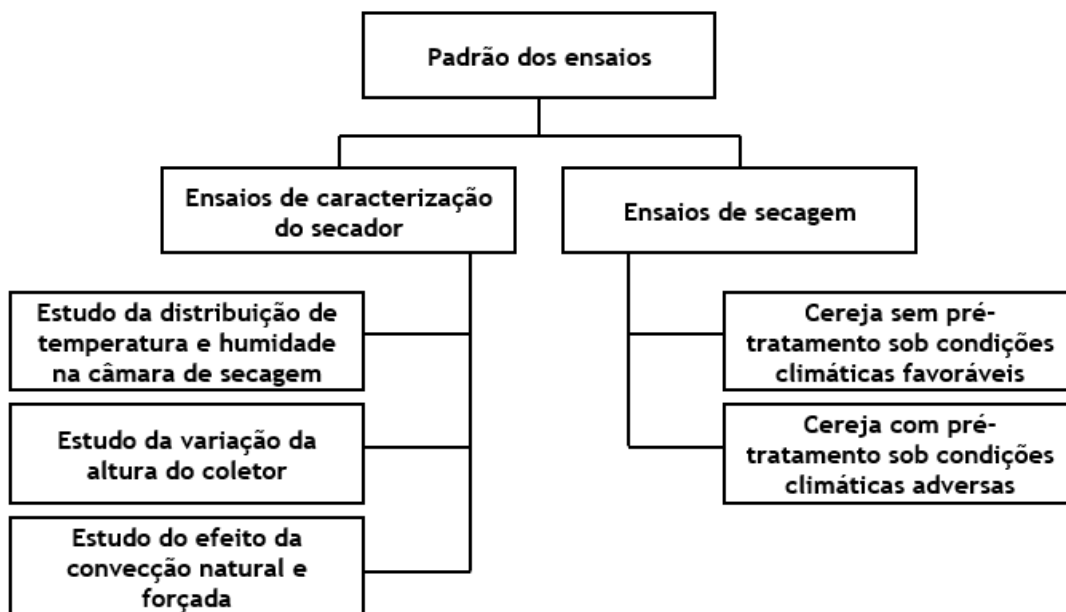 Padrão dos ensaios
Ensaios de caracterização
do secador
Ensaios de secagem
Estudo da distribuição de
temperatura e humidade
na câmara de secagem
Estudo da variação da
altura do coletor
Estudo do efeito da
convecção natural e
forçada
Cereja sem pré-
tratamento sob condições
climáticas favoráveis
Cereja com pré-
tratamento sob condições
climáticas adversas